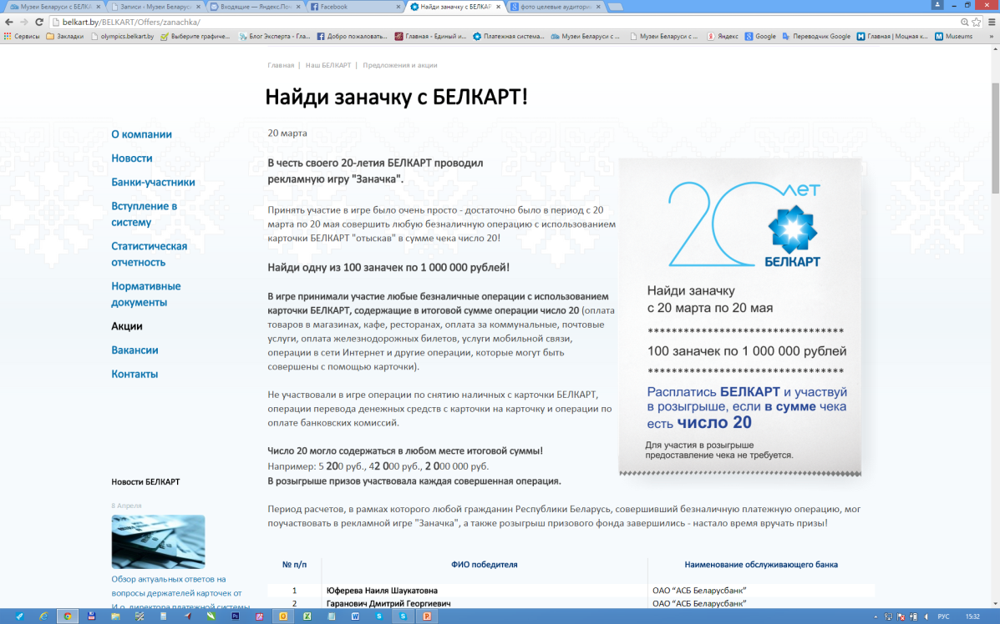 Музеи Беларуси с БЕЛК
Записи - Музеи Беларусь
Входящие — Яндекс.Поч
Facebook
Найди заначку с БЕЛКАРТ
фото целевые аудитори
belkart.by/BELKART/Offers/zanachka/
Сервисы
Закладки
olympics.belkart.by
Выберите графиче...
Блог Эксперта - Гла...
Добро пожаловать...
Главная - Единый и...
Платежная система...
Музеи Беларуси с ...
Музеи Беларуси с ...
Яндекс
Google
Переводчик Google
Главная | Моцная к...
Museums
Главная | Наш БЕЛКАРТ | Предложения и акции
Найди заначку с БЕЛКАРТ!
О компании
Новости
Банки-участники
Вступление в
систему
Статистическая
отчетность
Нормативные
документы
Акции
Вакансии
Контакты
20 марта
В честь своего 20-летия БЕЛКАРТ проводил
рекламную игру "Заначка".
Принять участие в игре было очень просто - достаточно было в период с 20
марта по 20 мая совершить любую безналичную операцию с использованием
карточки БЕЛКАРТ "отыскав" в сумме чека число 20!
Найди одну из 100 заначек по 1 000 000 рублей!
В игре принимали участие любые безналичные операции с использованием
карточки БЕЛКАРТ, содержащие в итоговой сумме операции число 20 (оплата
товаров в магазинах, кафе, ресторанах, оплата за коммунальные, почтовые
услуги, оплата железнодорожных билетов, услуги мобильной связи,
операции в сети Интернет и другие операции, которые могут быть
совершены с помощью карточки).
Не участвовали в игре операции по снятию наличных с карточки БЕЛКАРТ,
операции перевода денежных средств с карточки на карточку и операции по
оплате банковских комиссий.
Число 20 могло содержаться в любом месте итоговой суммы!
Например: 5 200 руб., 42 000 руб., 2 000 000 руб.
В розыгрыше призов участвовала каждая совершенная операция.
20 лет
БЕЛКАРТ
Найди заначку
с 20 марта по 20 мая
********************************
100 заначек по 1 000 000 рублей
********************************
Расплатись БЕЛКАРТ и участвуй
в розыгрыше, если в сумме чека
есть число 20
Для участия в розыгрыше
предоставление чека не требуется.
Период расчетов, в рамках которого любой гражданин Республики Беларусь, совершивший безналичную платежную операцию, мог
поучаствовать в рекламной игре "Заначка", а также розыгрыш призового фонда завершились - настало время вручать призы!
Новости БЕЛКАРТ
8 Апреля
Обзор актуальных ответов на
вопросы держателей карточек от
И.о. директора платежной системы
№ п/п ФИО победителя Наименование обслуживающего банка
1 Юферева Наиля Шаукатовна ОАО "АСБ Беларусбанк"
2 Гаранович Дмитрий Георгиевич ОАО "АСБ Беларусбанк"
РУС
15:32